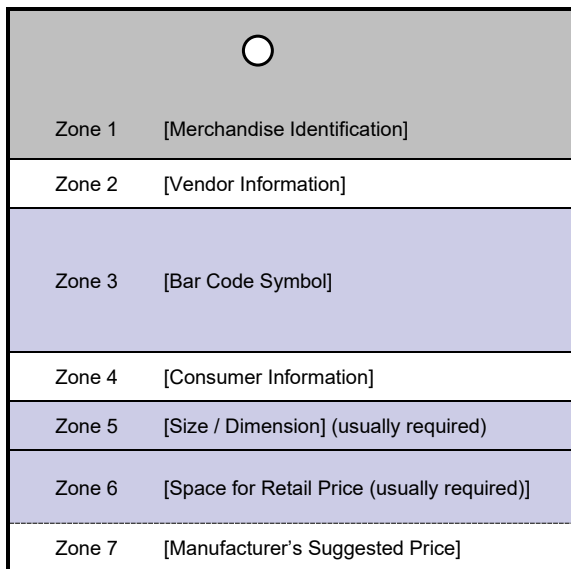 Zone 1 [Merchandise Identification]
Zone 2 [Vendor Information]
Zone 3 [Bar Code Symbol]
Zone 4 [Consumer Information]
Zone 5 [Size / Dimension] (usually required)
Zone 6 [Space for Retail Price (usually required)]
Zone 7 [Manufacturer’s Suggested Price]